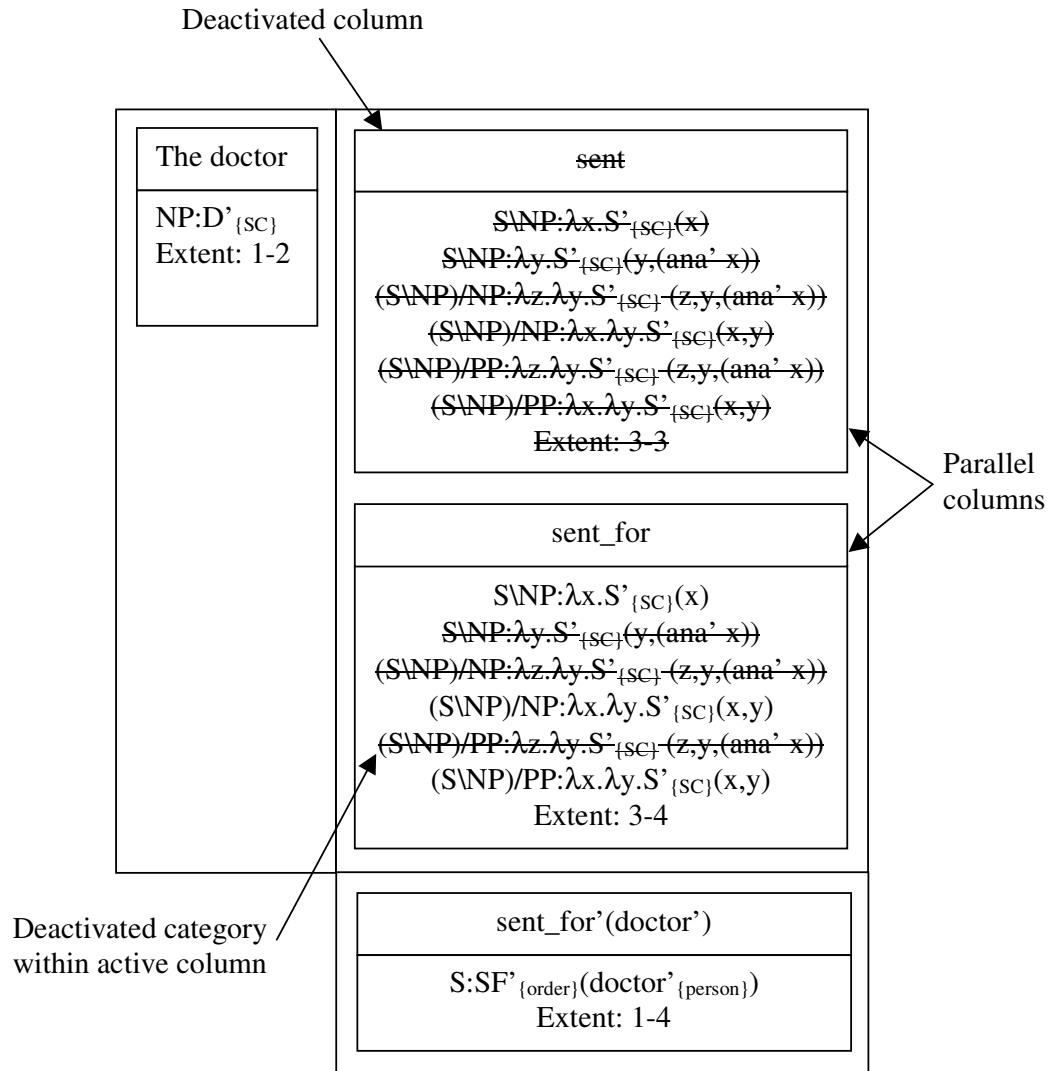 Deactivated column
The doctor
NP:D’{SC}
Extent: 1-2
sent
S\NP:λx.S’{SC}(x)
S\NP:λy.S’{SC}(y,(ana’ x))
(S\NP)/NP:λz.λy.S’{SC} (z,y,(ana’ x))
(S\NP)/NP:λx.λy.S’{SC}(x,y)
(S\NP)/PP:λz.λy.S’{SC} (z,y,(ana’ x))
(S\NP)/PP:λx.λy.S’{SC}(x,y)
Extent: 3-3
Parallel
columns
sent_for
S\NP:λx.S’{SC}(x)
S\NP:λy.S’{SC}(y,(ana’ x))
(S\NP)/NP:λz.λy.S’{SC} (z,y,(ana’ x))
(S\NP)/NP:λx.λy.S’{SC}(x,y)
(S\NP)/PP:λz.λy.S’{SC} (z,y,(ana’ x))
(S\NP)/PP:λx.λy.S’{SC}(x,y)
Extent: 3-4
Deactivated category
within active column
sent_for’(doctor’)
S:SF’{order}(doctor’{person})
Extent: 1-4